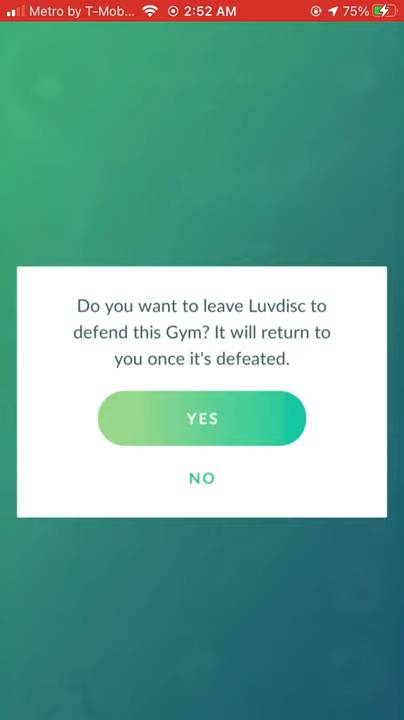 Metro by T-Mob... 2:52 AM 75%
Do you want to leave Luvdisc to
defend this Gym? It will return to
you once it's defeated.
YES
NO